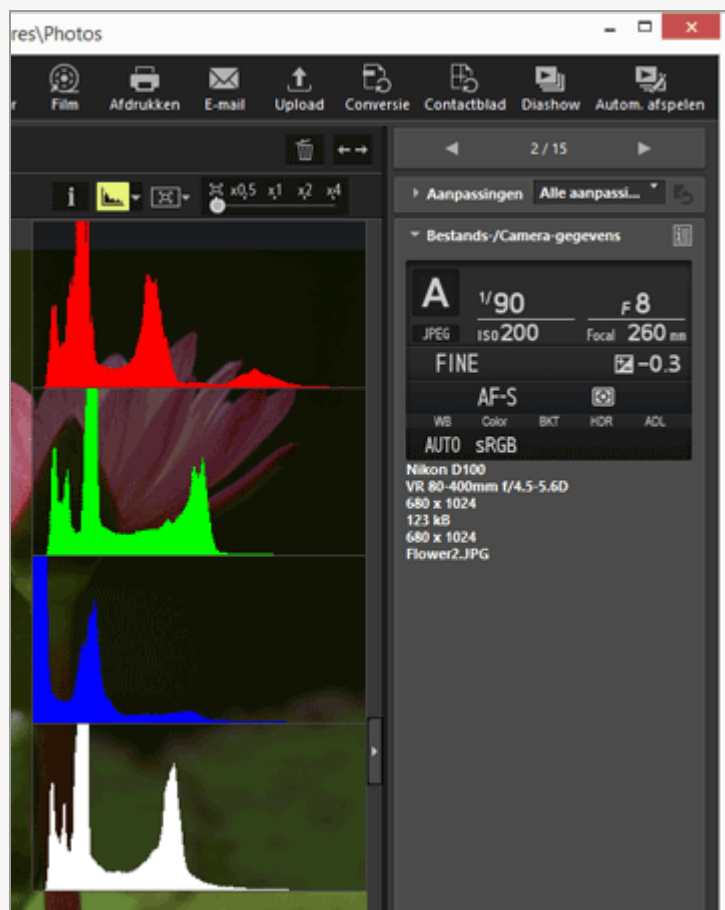 res\Photos
r Film Afdrukken E-mail Upload Conversie Contactblad Diashow Autom. afspelen
2 / 15
i x0,5 x1 x2 x4
Aanpassingen Alle aanpassi...
Bestands-/Camera-gegevens
A 1/90 F8
JPEG ISO200 Focal 260 mm
FINE -0.3
AF-S
WB Color BKT HDR ADL
AUTO sRGB
Nikon D100
VR 80-400mm f/4.5-5.6D
680 x 1024
123 kB
680 x 1024
Flower2.JPG